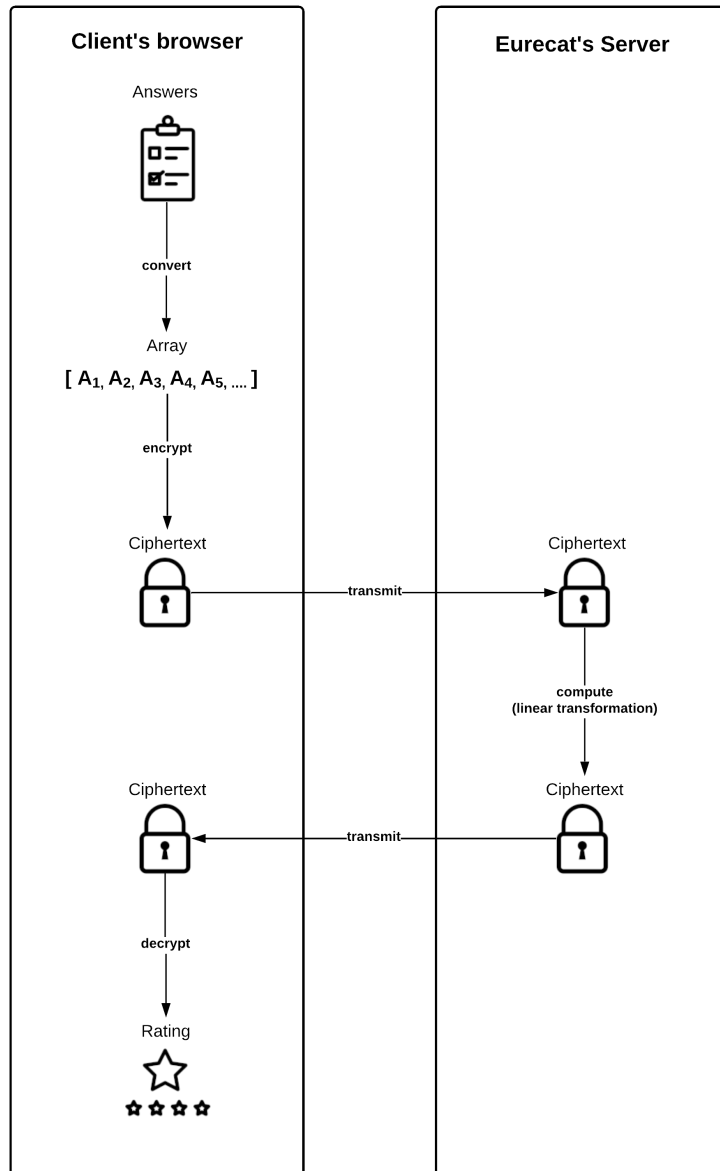 Client's browser
Eurecat's Server
Answers
convert
Array
[ A1, A2, A3, A4, A5, .... ]
encrypt
Ciphertext
Ciphertext
transmit
compute
(linear transformation)
Ciphertext
Ciphertext
transmit
decrypt
Rating